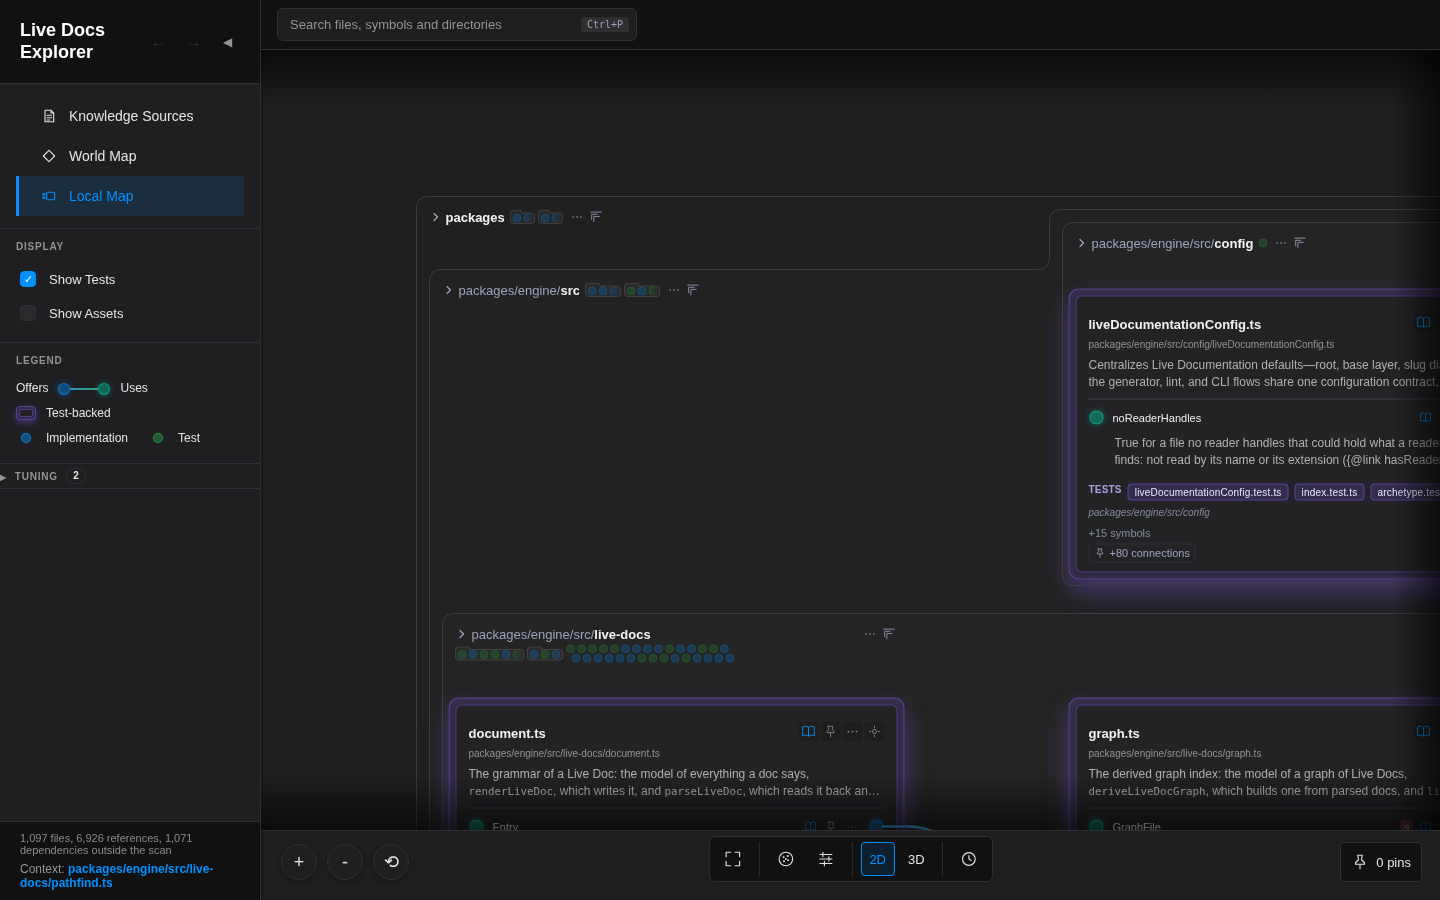 Live Docs
Explorer
Search files, symbols and directories
Ctrl+P
Knowledge Sources
World Map
Local Map
DISPLAY
Show Tests
Show Assets
LEGEND
Offers
Uses
Test-backed
Implementation
Test
TUNING
2
packages
packages/engine/src/config
packages/engine/src
liveDocumentationConfig.ts
packages/engine/src/config/liveDocumentationConfig.ts
Centralizes Live Documentation defaults—root, base layer, slug
the generator, lint, and CLI flows share one configuration contract,
noReaderHandles
True for a file no reader handles that could hold what a
finds: not read by its name or its extension ({@link
TESTS
liveDocumentationConfig.test.ts
index.test.ts
packages/engine/src/config
+15 symbols
+80 connections
packages/engine/src/live-docs
document.ts
packages/engine/src/live-docs/document.ts
The grammar of a Live Doc: the model of everything a doc says,
renderLiveDoc, which writes it, and parseLiveDoc, which reads it back an…
Entry
graph.ts
packages/engine/src/live-docs/graph.ts
The derived graph index: the model of a graph of Live Docs,
deriveLiveDocGraph, which builds one from parsed docs, and
GraphFile
1,097 files, 6,926 references, 1,071
dependencies outside the scan
Context: packages/engine/src/live-
docs/pathfind.ts
+
-
2D
3D
0 pins